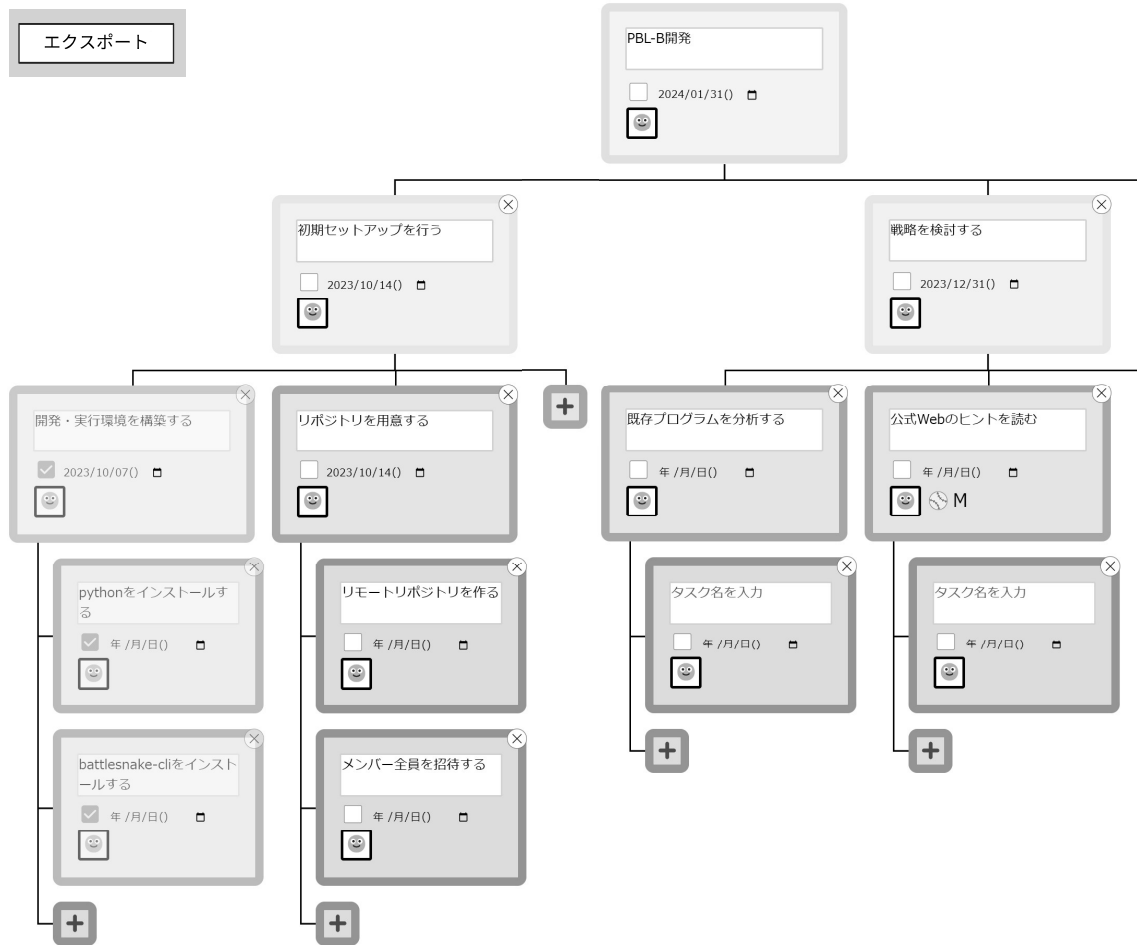 エクスポート
PBL-B開発
2024/01/31()
初期セットアップを行う
2023/10/14()
戦略を検討する
2023/12/31()
開発・実行環境を構築する
2023/10/07()
リポジトリを用意する
2023/10/14()
既存プログラムを分析する
年 /月/日()
公式Webのヒントを読む
年 /月/日()
M
pythonをインストールす
る
年 /月/日()
リモートリポジトリを作る
年 /月/日()
タスク名を入力
年 /月/日()
タスク名を入力
年 /月/日()
battlesnake-cliをインスト
ールする
年 /月/日()
メンバー全員を招待する
年 /月/日()